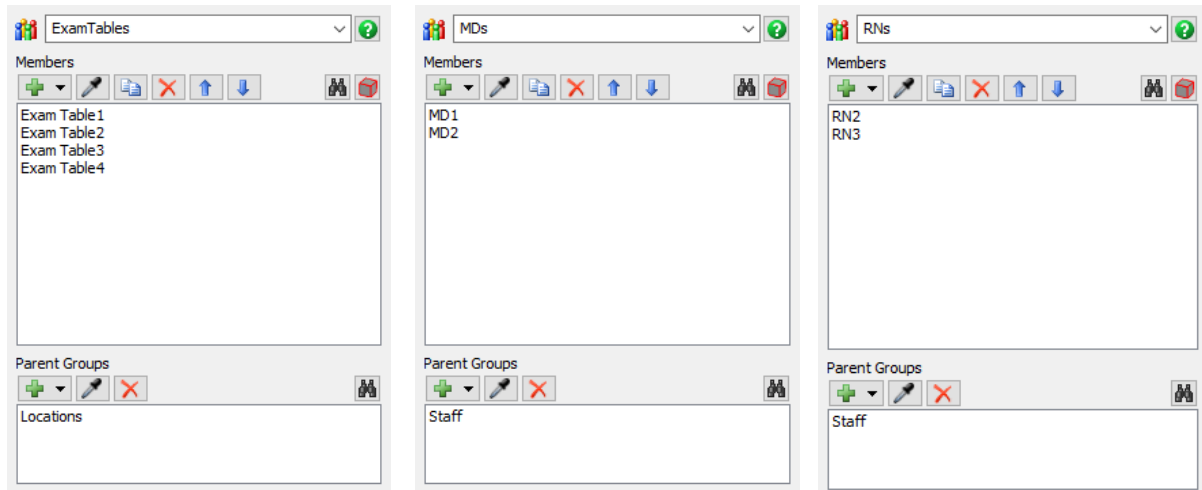 ExamTables
Members
Exam Table1
Exam Table2
Exam Table3
Exam Table4
Parent Groups
Locations
MDs
Members
MD1
MD2
Parent Groups
Staff
RNs
Members
RN2
RN3
Parent Groups
Staff